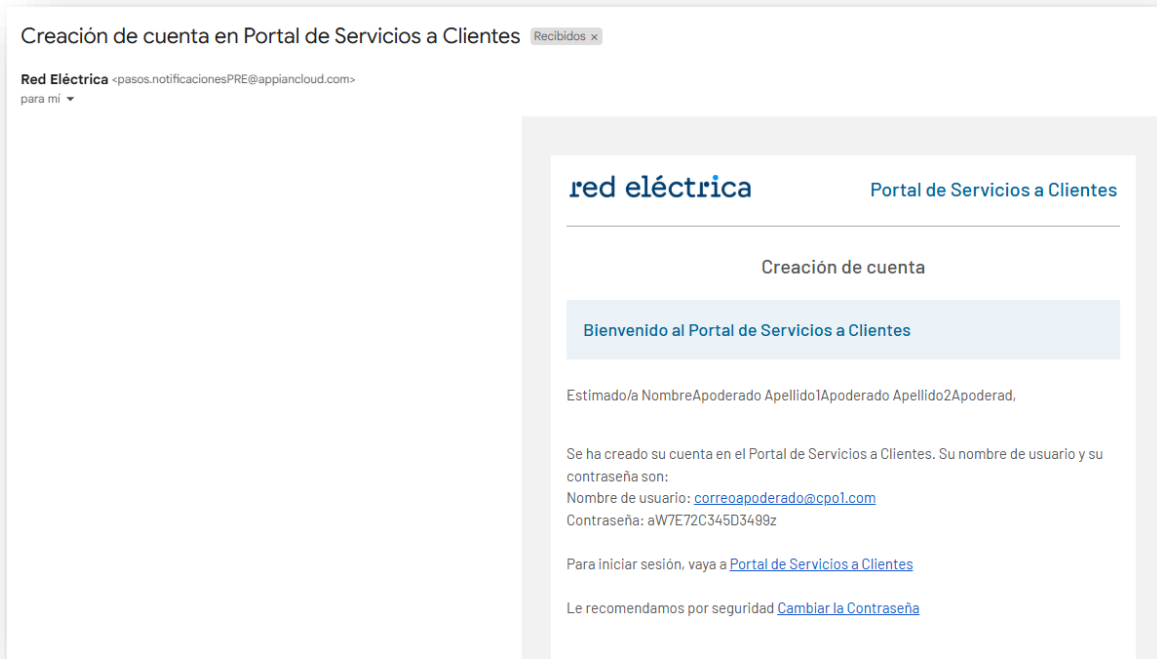 Creación de cuenta en Portal de Servicios a Clientes Recibidos ×
Red Eléctrica <pasos.notificacionesPRE@appiancloud.com>
para mí
red eléctrica
Portal de Servicios a Clientes
Creación de cuenta
Bienvenido al Portal de Servicios a Clientes
Estimado/a NombreApoderado Apellido1Apoderado Apellido2Apoderad,
Se ha creado su cuenta en el Portal de Servicios a Clientes. Su nombre de usuario y su
contraseña son:
Nombre de usuario: correoapoderado@cpo1.com
Contraseña: aW7E72C345D3499z
Para iniciar sesión, vaya a Portal de Servicios a Clientes
Le recomendamos por seguridad Cambiar la Contraseña